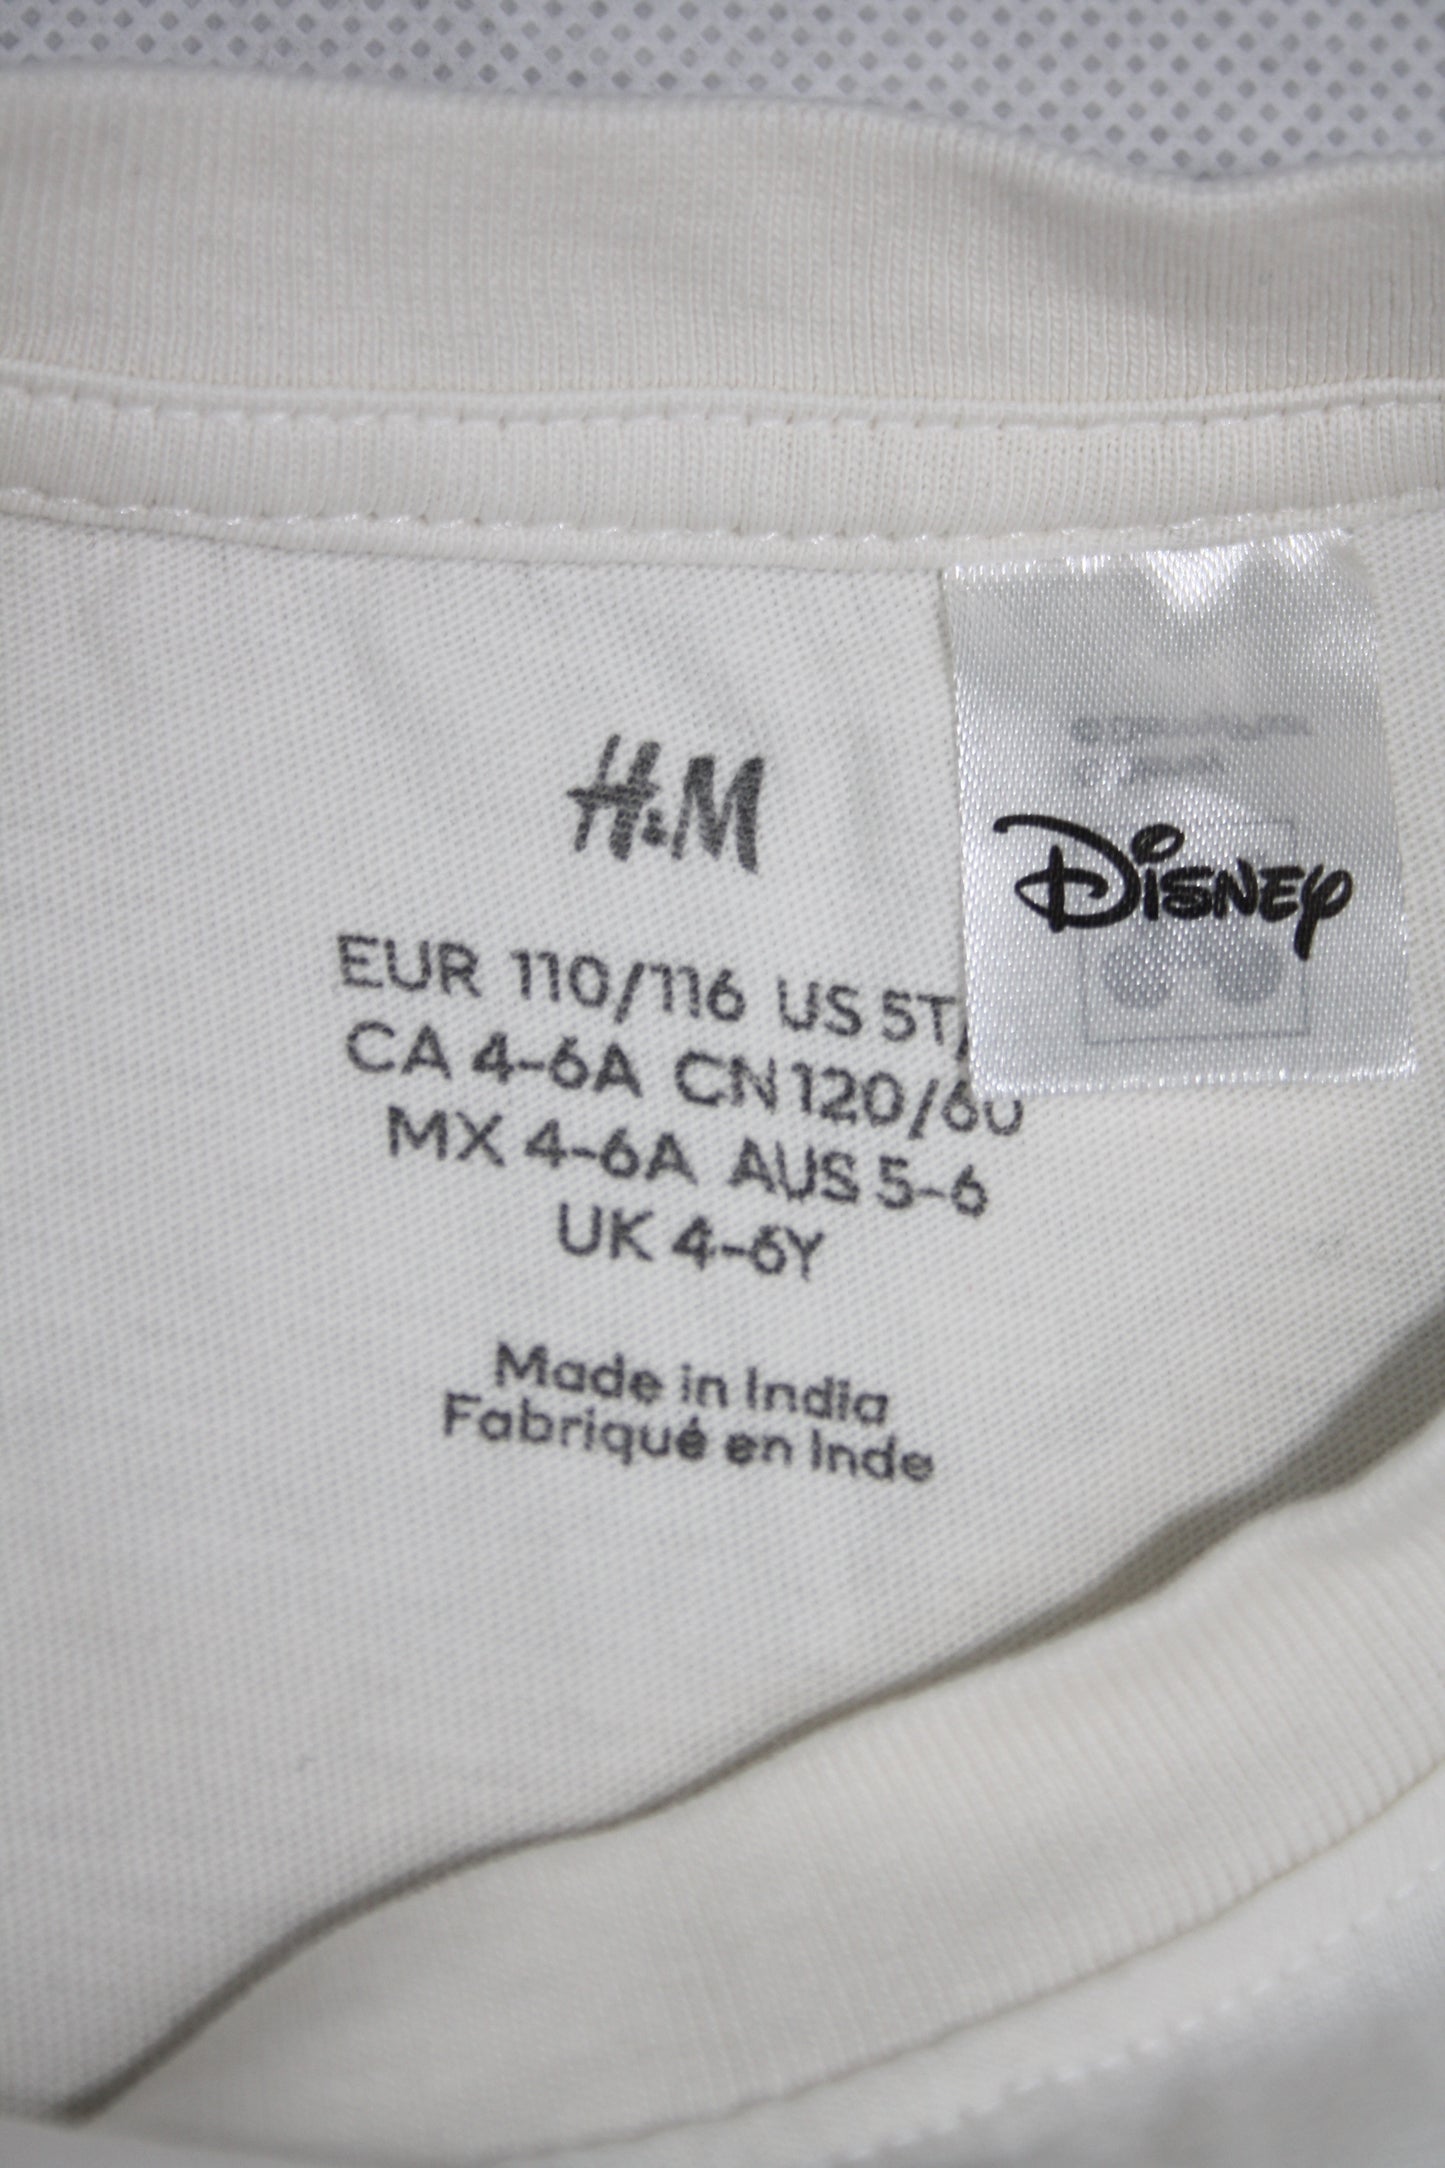 H&M
EUR 110/116 US 5T/
CA 4-6A CN 120/60
MX 4-6A AUS 5-6
UK 4-6Y
Made in India
Fabriqué en Inde
Disney